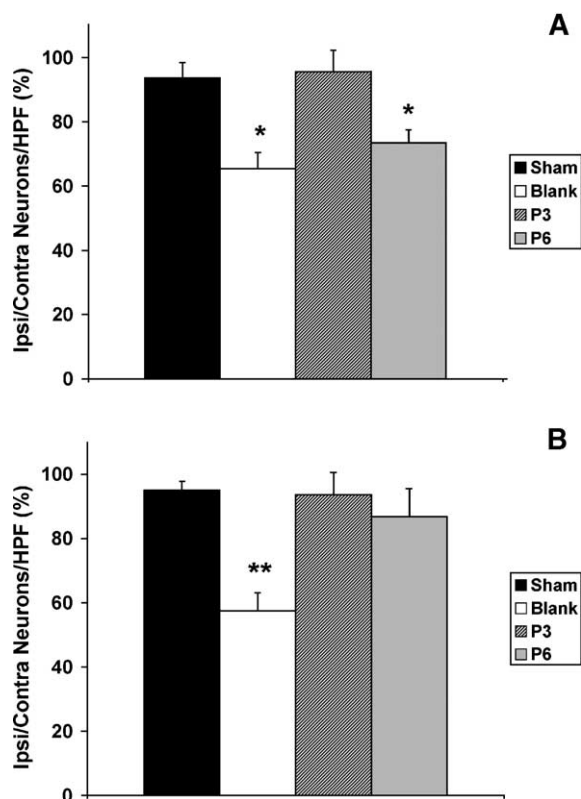 A
Ipsi/Contra Neurons/HPF (%)
100
80
60
40
20
0
*
*
Sham
Blank
P3
P6
B
Ipsi/Contra Neurons/HPF (%)
100
80
60
40
20
0
**
Sham
Blank
P3
P6